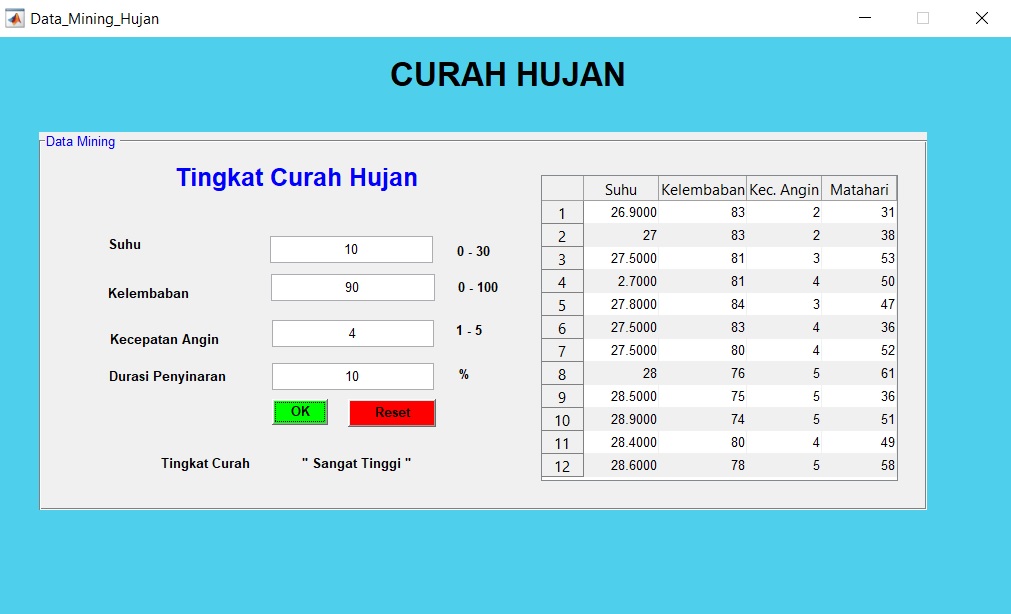 Data_Mining_Hujan
CURAH HUJAN
Data Mining
Tingkat Curah Hujan
Suhu 10 0 - 30
Kelembaban 90 0 - 100
Kecepatan Angin 4 1 - 5
Durasi Penyinaran 10 %
OK Reset
Tingkat Curah " Sangat Tinggi "
Suhu Kelembaban Kec. Angin Matahari
1 26.9000 83 2 31
2 27 83 2 38
3 27.5000 81 3 53
4 2.7000 81 4 50
5 27.8000 84 3 47
6 27.5000 83 4 36
7 27.5000 80 4 52
8 28 76 5 61
9 28.5000 75 5 36
10 28.9000 74 5 51
11 28.4000 80 4 49
12 28.6000 78 5 58